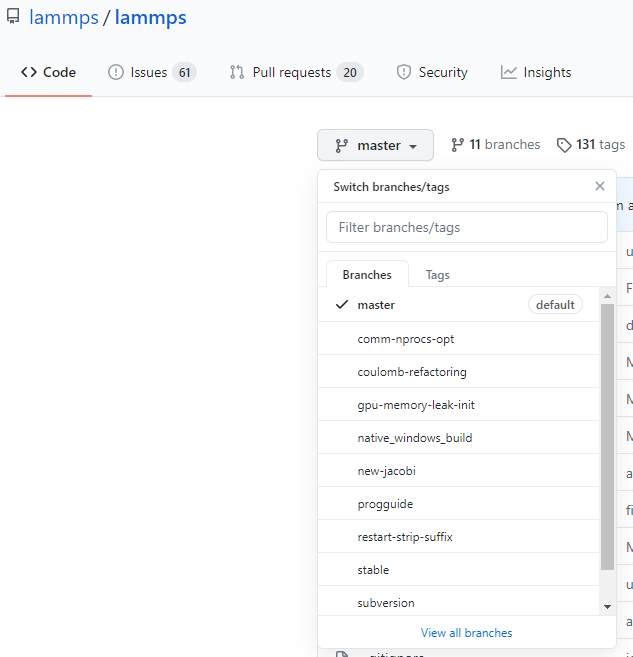 lammps / lammps
Code Issues 61 Pull requests 20 Security Insights
master 11 branches 131 tags
Switch branches/tags
Filter branches/tags
Branches Tags
master default
comm-nprocs-opt
coulomb-refactoring
gpu-memory-leak-init
native_windows_build
new-jacobi
progguide
restart-strip-suffix
stable
subversion
View all branches